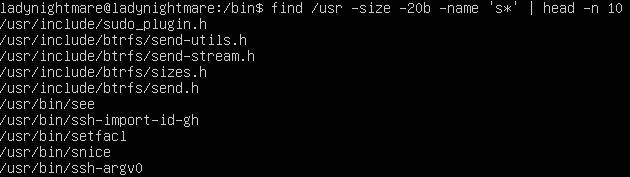 ladynightmare@ladynightmare:/bin$ find /usr -size -20b -name 's*' | head -n 10
/usr/include/sudo_plugin.h
/usr/include/btrfs/send-utils.h
/usr/include/btrfs/send-stream.h
/usr/include/btrfs/sizes.h
/usr/include/btrfs/send.h
/usr/bin/see
/usr/bin/ssh-import-id-gh
/usr/bin/setfacl
/usr/bin/snice
/usr/bin/ssh-argv0